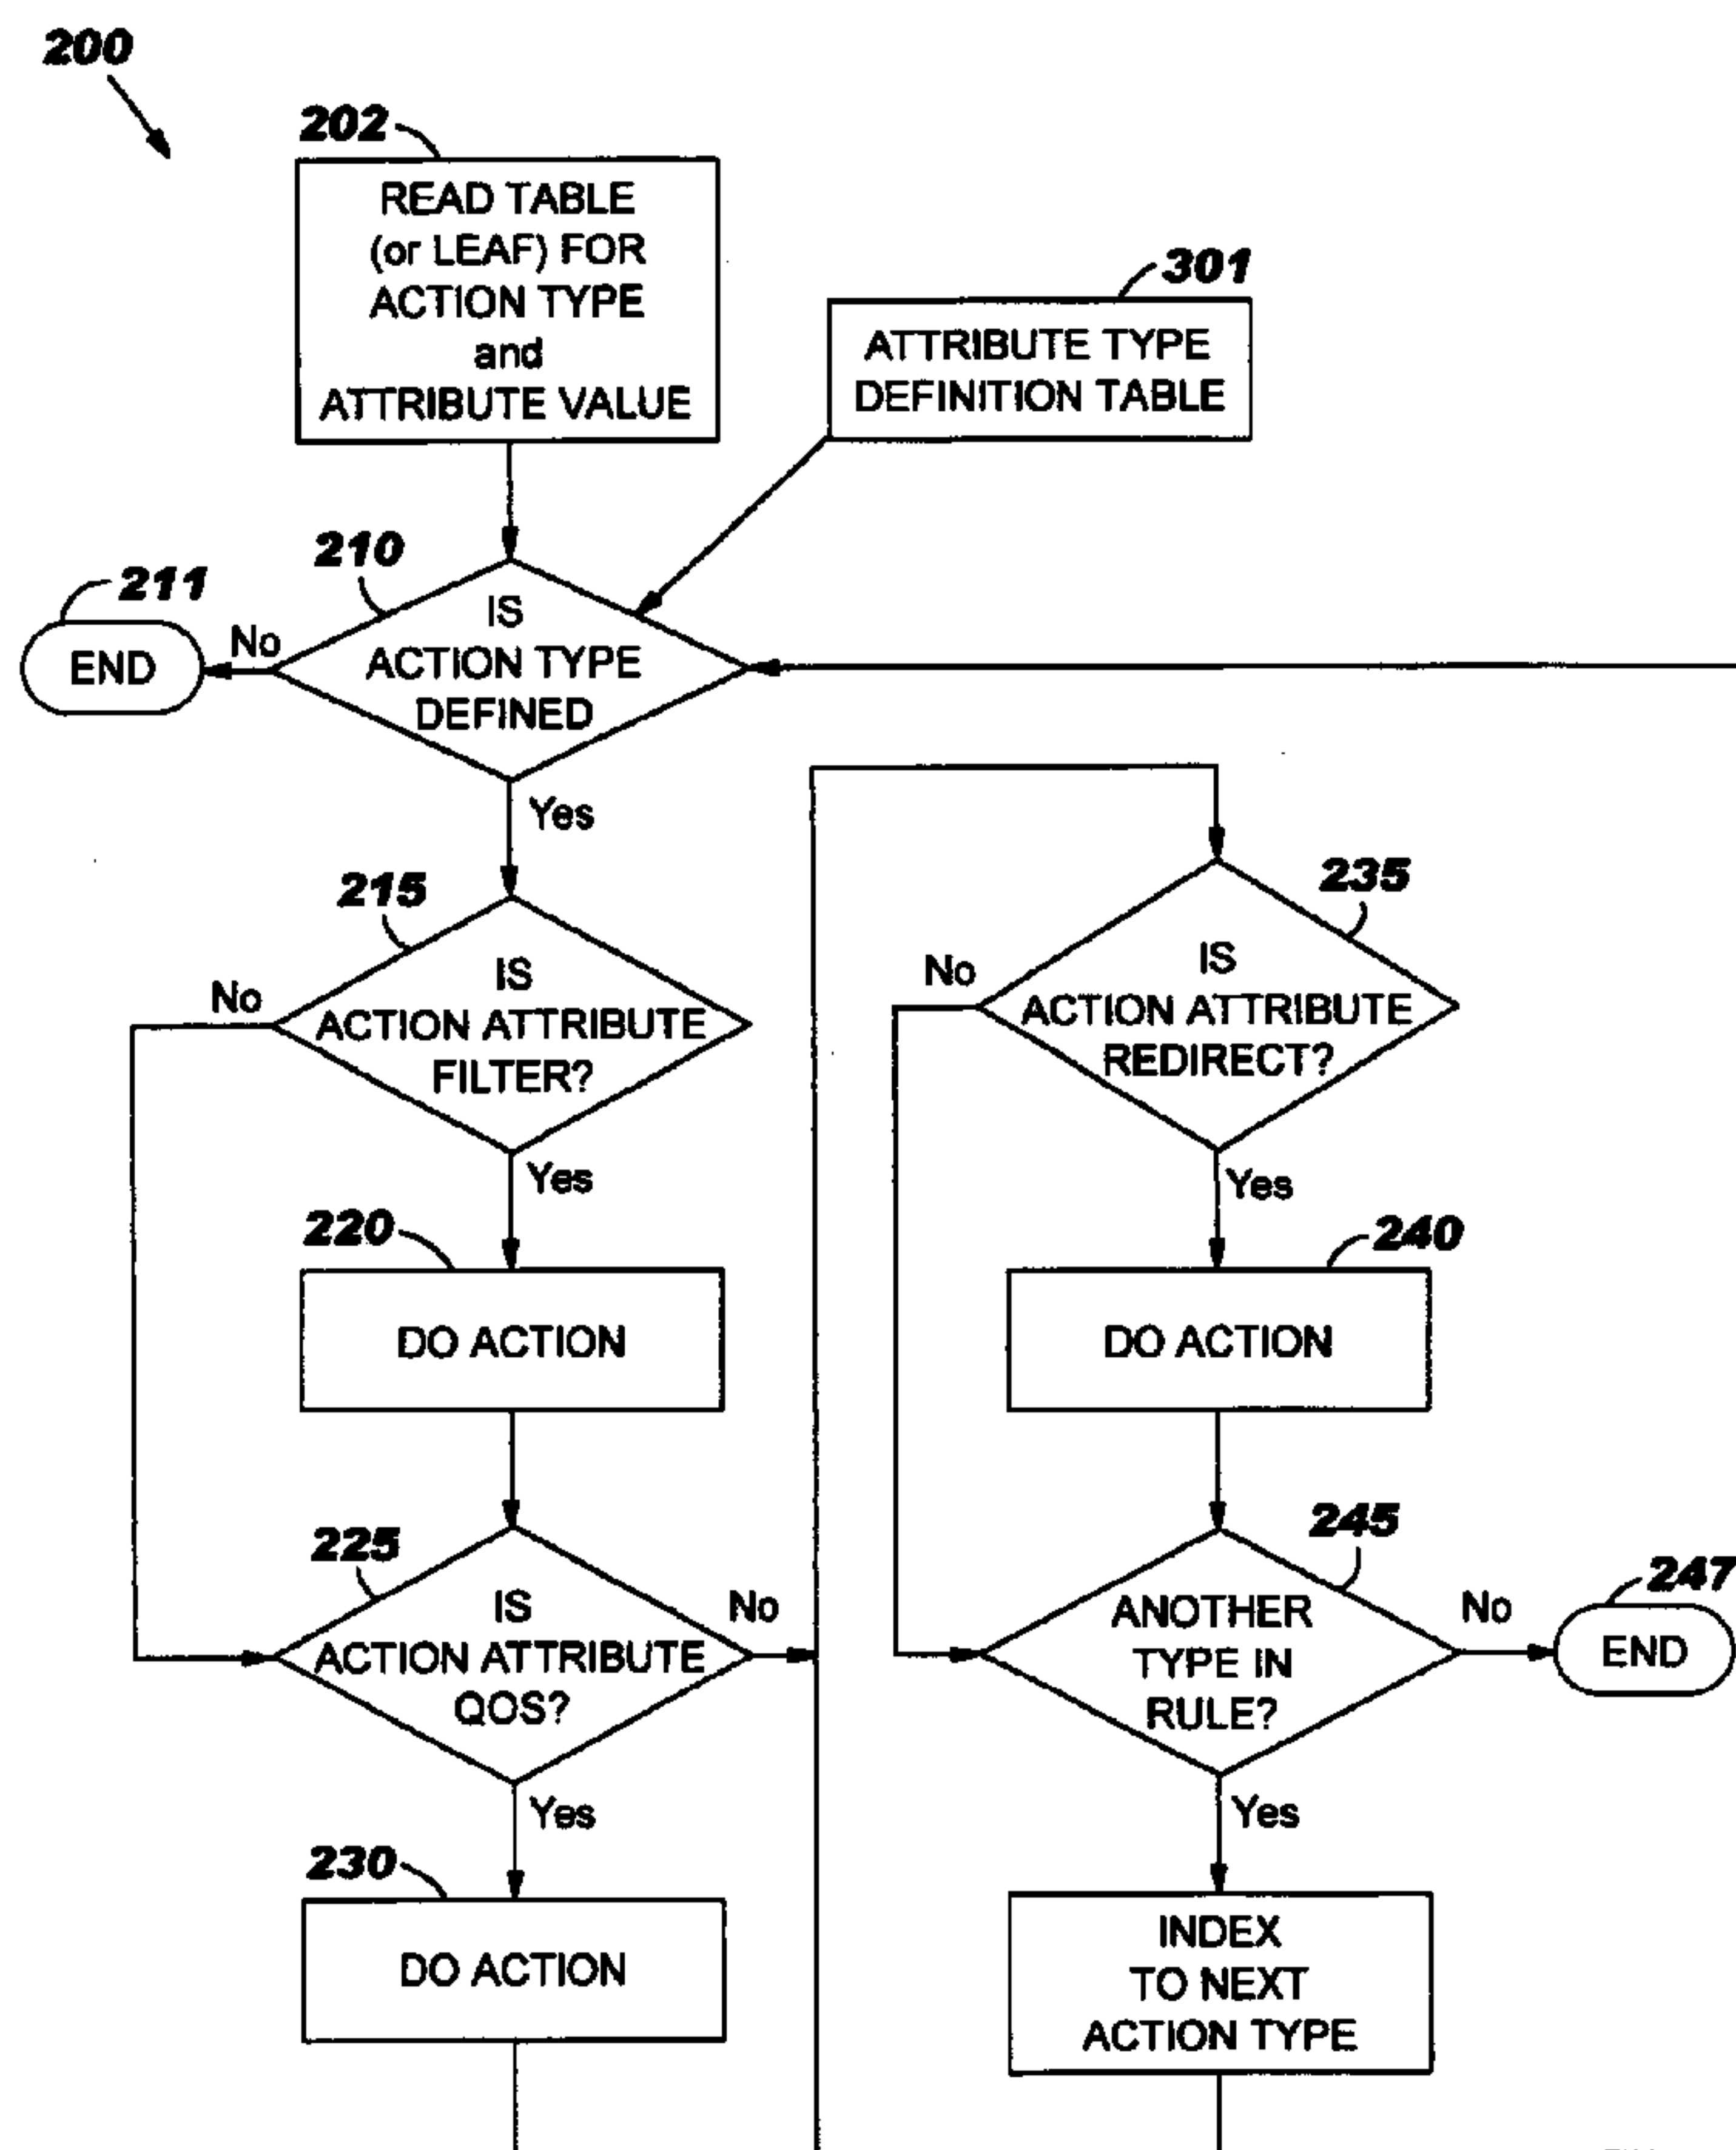 200
202
READ TABLE
(or LEAF) FOR
ACTION TYPE
and
ATTRIBUTE VALUE
301
ATTRIBUTE TYPE
DEFINITION TABLE
210
IS
ACTION TYPE
DEFINED
211
END
No
Yes
215
IS
ACTION ATTRIBUTE
FILTER?
No
Yes
220
DO ACTION
225
IS
ACTION ATTRIBUTE
QOS?
No
Yes
230
DO ACTION
235
IS
ACTION ATTRIBUTE
REDIRECT?
No
Yes
240
DO ACTION
245
ANOTHER
TYPE IN
RULE?
No
247
END
Yes
INDEX
TO NEXT
ACTION TYPE